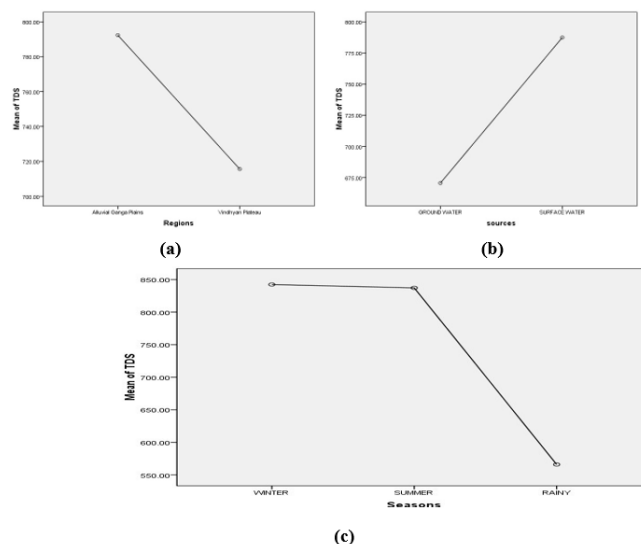 800.00
780.00
760.00
740.00
720.00
700.00
Mean of TDS
Alluvial Ganga Plains
Vindhyan Plateau
Regions
(a)
800.00
775.00
750.00
725.00
700.00
675.00
Mean of TDS
GROUND WATER
SURFACE WATER
sources
(b)
850.00
800.00
750.00
700.00
650.00
600.00
550.00
Mean of TDS
WINTER
SUMMER
RAINY
Seasons
(c)